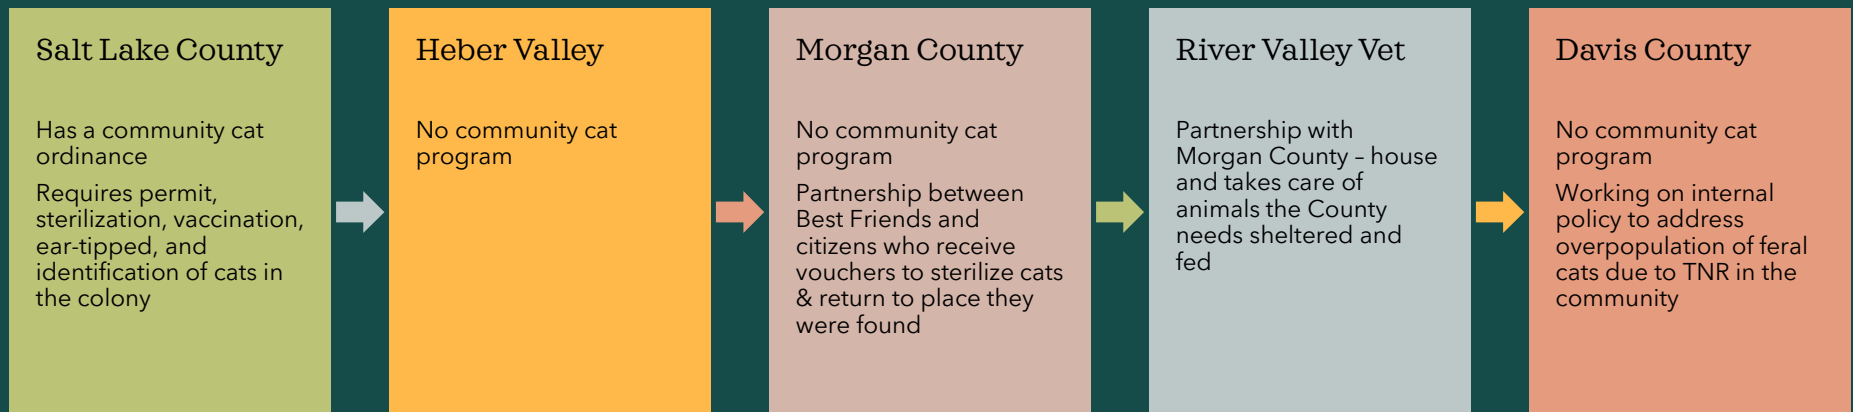 Salt Lake County
Has a community cat
ordinance
Requires permit,
sterilization, vaccination,
ear-tipped, and
identification of cats in
the colony
Heber Valley
No community cat
program
Morgan County
No community cat
program
Partnership between
Best Friends and
citizens who receive
vouchers to sterilize cats
& return to place they
were found
River Valley Vet
Partnership with
Morgan County – house
and takes care of
animals the County
needs sheltered and
fed
Davis County
No community cat
program
Working on internal
policy to address
overpopulation of feral
cats due to TNR in the
community